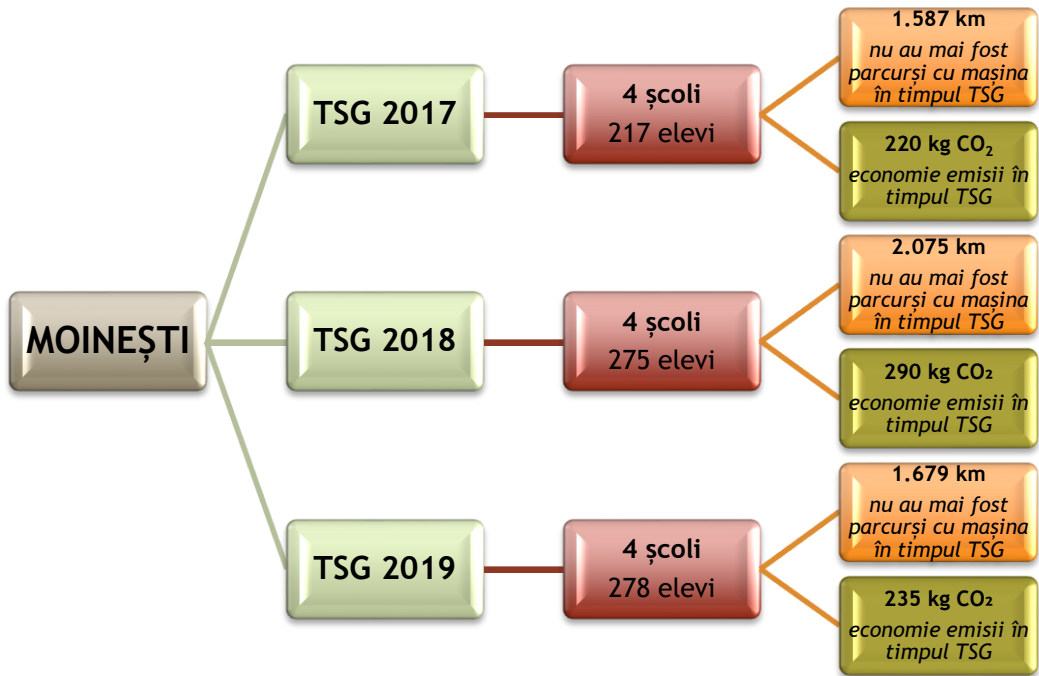 MOINEȘTI
TSG 2017
4 școli
217 elevi
1.587 km
nu au mai fost
parcurși cu mașina
în timpul TSG
220 kg CO₂
economie emisii în
timpul TSG
TSG 2018
4 școli
275 elevi
2.075 km
nu au mai fost
parcurși cu mașina
în timpul TSG
290 kg CO₂
economie emisii în
timpul TSG
TSG 2019
4 școli
278 elevi
1.679 km
nu au mai fost
parcurși cu mașina
în timpul TSG
235 kg CO₂
economie emisii în
timpul TSG